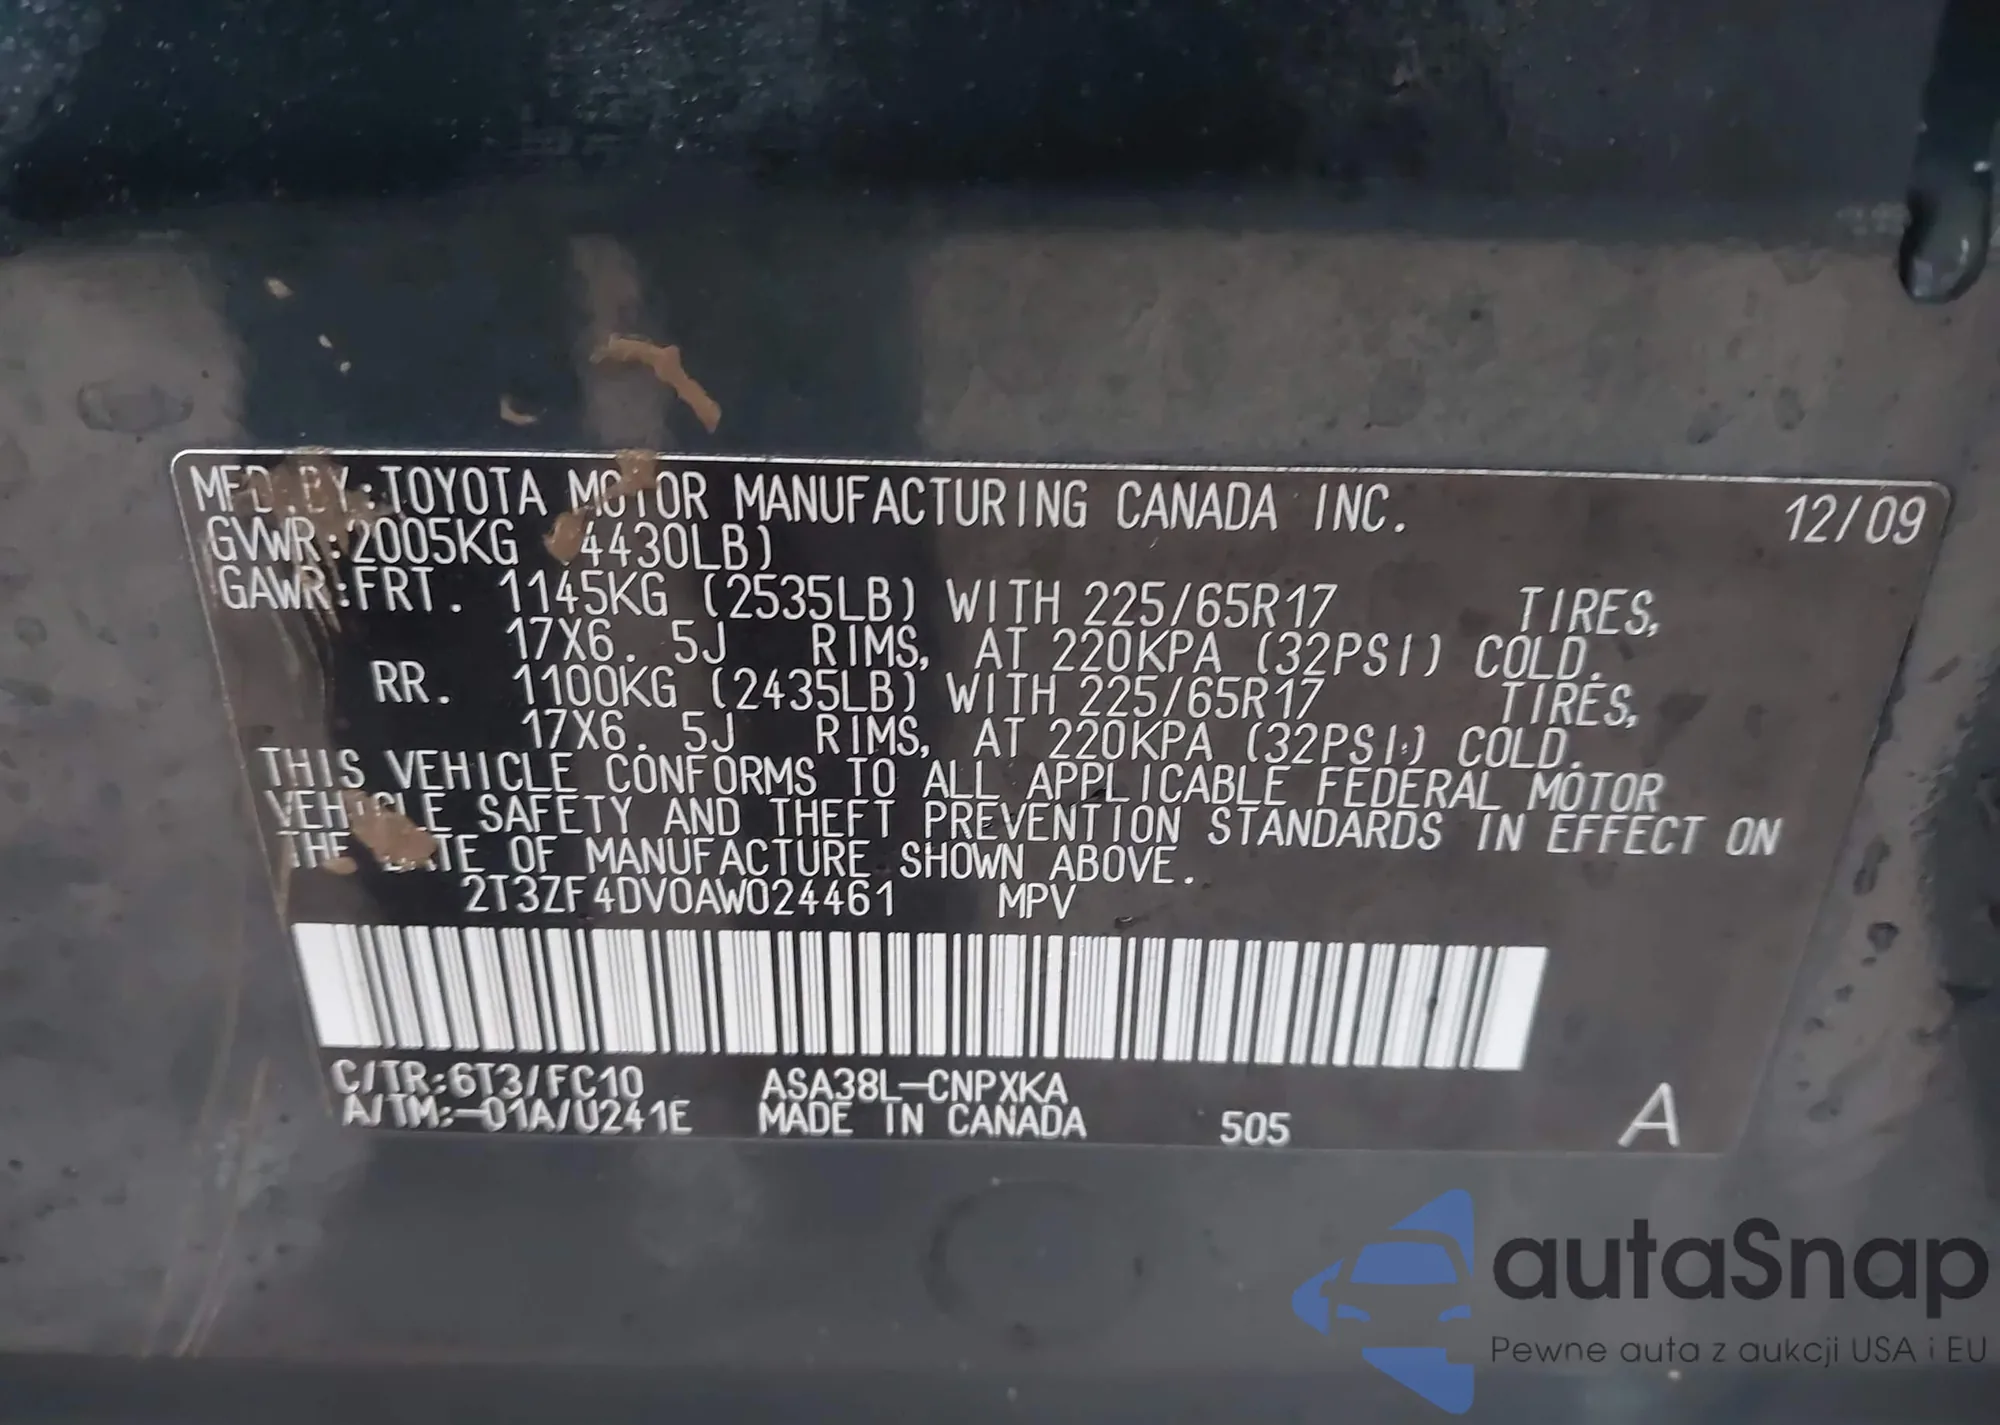 MFD.BY:TOYOTA MOTOR MANUFACTURING CANADA INC. 12/09
GVWR:2005KG (4430LB)
GAWR:FRT. 1145KG (2535LB) WITH 225/65R17 TIRES,
17X6. 5J RIMS, AT 220KPA (32PSI) COLD.
RR. 1100KG (2435LB) WITH 225/65R17 TIRES,
17X6. 5J RIMS, AT 220KPA (32PSI) COLD.
THIS VEHICLE CONFORMS TO ALL APPLICABLE FEDERAL MOTOR
VEHICLE SAFETY AND THEFT PREVENTION STANDARDS IN EFFECT ON
THE DATE OF MANUFACTURE SHOWN ABOVE.
2T3ZF4DV0AW024461 MPV
C/TR:6T3/FC10 ASA38L-CNPXKA
A/TM:-01A/U241E MADE IN CANADA 505 A
autaSnap
Pewne auta z aukcji USA i EU